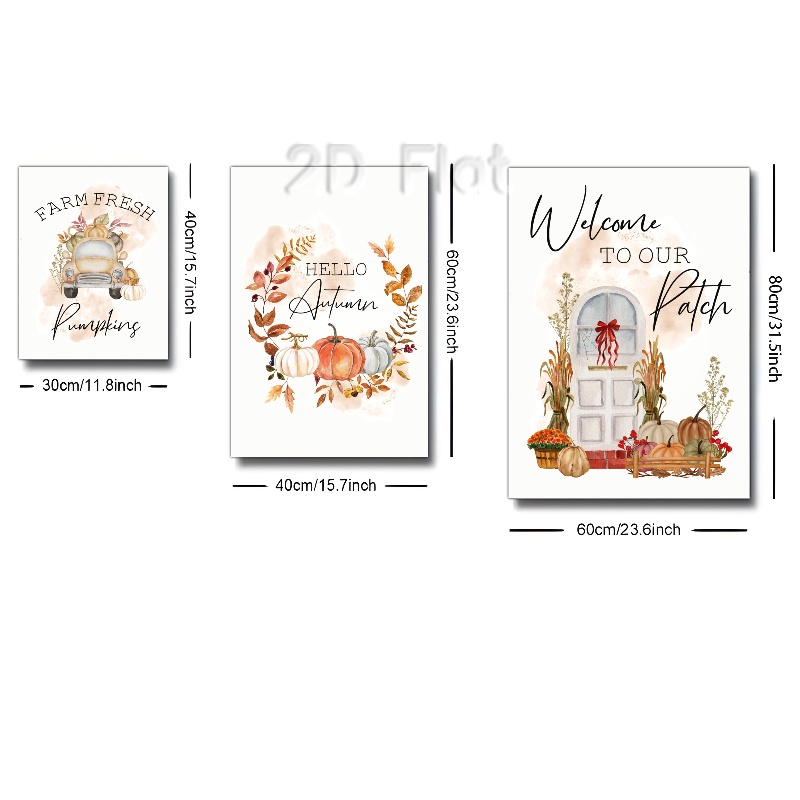 2D Flat
FARM FRESH
Pumpkins
40cm/15.7inch
30cm/11.8inch
HELLO
Autumn
60cm/23.6inch
40cm/15.7inch
Welcome
TO OUR
Patch
80cm/31.5inch
60cm/23.6inch